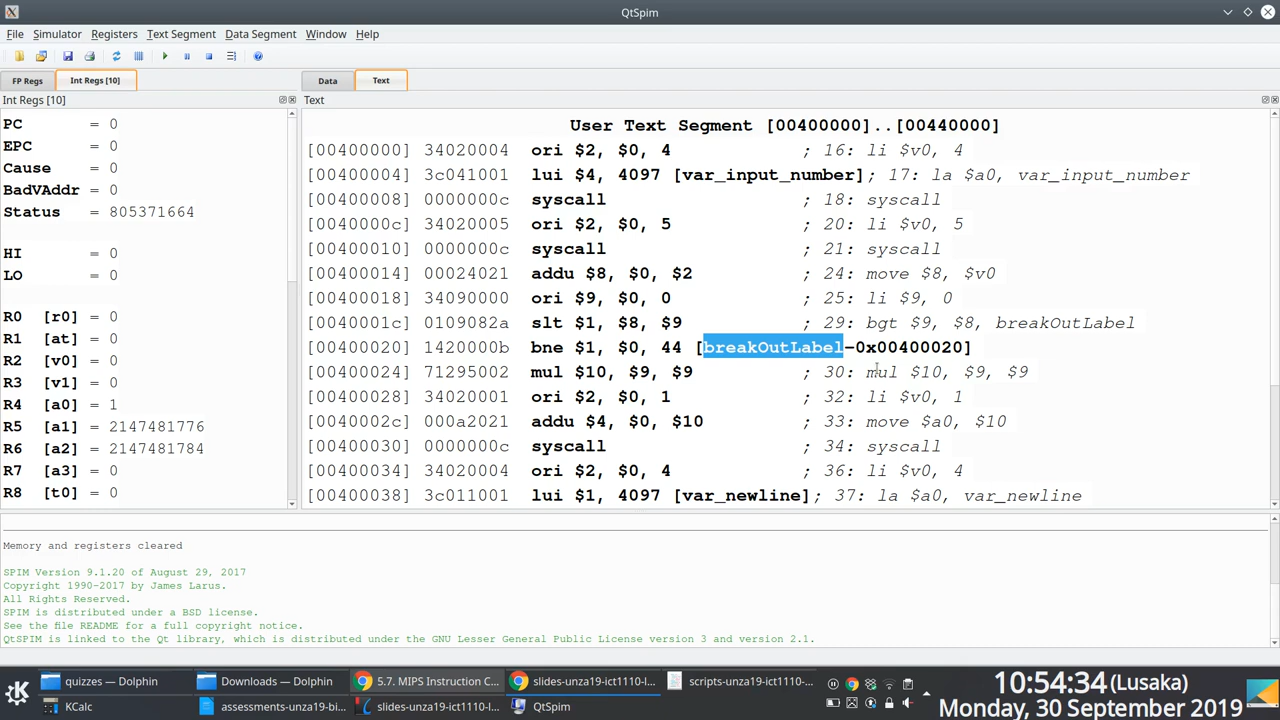 QtSpim
File Simulator Registers Text Segment Data Segment Window Help
FP Regs Int Regs [10] Data Text
Int Regs [10] Text
PC = 0
EPC = 0
Cause = 0
BadVAddr = 0
Status = 805371664
HI = 0
LO = 0
R0 [r0] = 0
R1 [at] = 0
R2 [v0] = 0
R3 [v1] = 0
R4 [a0] = 1
R5 [a1] = 2147481776
R6 [a2] = 2147481784
R7 [a3] = 0
R8 [t0] = 0
User Text Segment [00400000]..[00440000]
[00400000] 34020004 ori $2, $0, 4 ; 16: li $v0, 4
[00400004] 3c041001 lui $4, 4097 [var_input_number]; 17: la $a0, var_input_number
[00400008] 0000000c syscall ; 18: syscall
[0040000c] 34020005 ori $2, $0, 5 ; 20: li $v0, 5
[00400010] 0000000c syscall ; 21: syscall
[00400014] 00024021 addu $8, $0, $2 ; 24: move $8, $v0
[00400018] 34090000 ori $9, $0, 0 ; 25: li $9, 0
[0040001c] 0109082a slt $1, $8, $9 ; 29: bgt $9, $8, breakOutLabel
[00400020] 1420000b bne $1, $0, 44 [breakOutLabel-0x00400020]
[00400024] 71295002 mul $10, $9, $9 ; 30: mul $10, $9, $9
[00400028] 34020001 ori $2, $0, 1 ; 32: li $v0, 1
[0040002c] 000a2021 addu $4, $0, $10 ; 33: move $a0, $10
[00400030] 0000000c syscall ; 34: syscall
[00400034] 34020004 ori $2, $0, 4 ; 36: li $v0, 4
[00400038] 3c011001 lui $1, 4097 [var_newline]; 37: la $a0, var_newline
Memory and registers cleared
SPIM Version 9.1.20 of August 29, 2017
Copyright 1990-2017 by James Larus.
All Rights Reserved.
SPIM is distributed under a BSD license.
See the file README for a full copyright notice.
QtSPIM is linked to the Qt library, which is distributed under the GNU Lesser General Public License version 3 and version 2.1.
quizzes — Dolphin Downloads — Dolphin 5.7. MIPS Instruction C... slides-unza19-ict1110-l... scripts-unza19-ict1110-...
KCalc assessments-unza19-bi... slides-unza19-ict1110-l... QtSpim
10:54:34 (Lusaka)
Monday, 30 September 2019